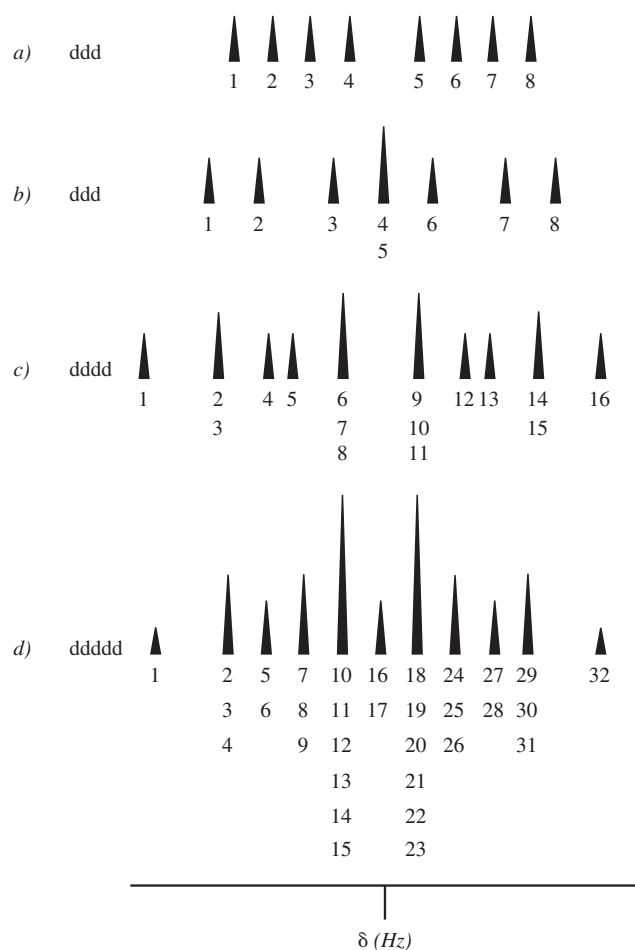 a) ddd
1 2 3 4 5 6 7 8
b) ddd
1 2 3 4 6 7 8
5
c) dddd
1 2 4 5 6 9 12 13 14 16
3 7 10 15
8 11
d) ddddd
1 2 5 7 10 16 18 24 27 29 32
3 6 8 11 17 19 25 28 30
4 9 12 20 26 31
13 21
14 22
15 23
δ (Hz)